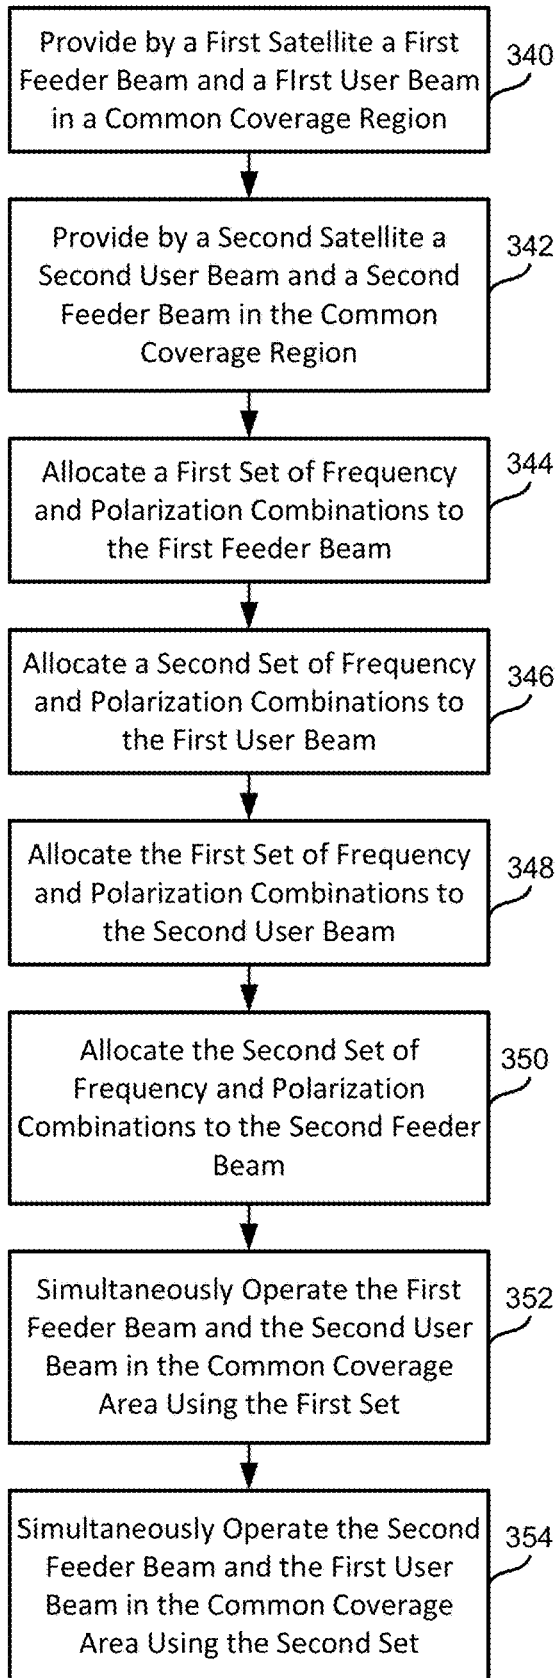 Provide by a First Satellite a First
Feeder Beam and a FIrst User Beam
in a Common Coverage Region
340
Provide by a Second Satellite a
Second User Beam and a Second
Feeder Beam in the Common
Coverage Region
342
Allocate a First Set of Frequency
and Polarization Combinations to
the First Feeder Beam
344
Allocate a Second Set of Frequency
and Polarization Combinations to
the First User Beam
346
Allocate the First Set of Frequency
and Polarization Combinations to
the Second User Beam
348
Allocate the Second Set of
Frequency and Polarization
Combinations to the Second Feeder
Beam
350
Simultaneously Operate the First
Feeder Beam and the Second User
Beam in the Common Coverage
Area Using the First Set
352
Simultaneously Operate the Second
Feeder Beam and the First User
Beam in the Common Coverage
Area Using the Second Set
354